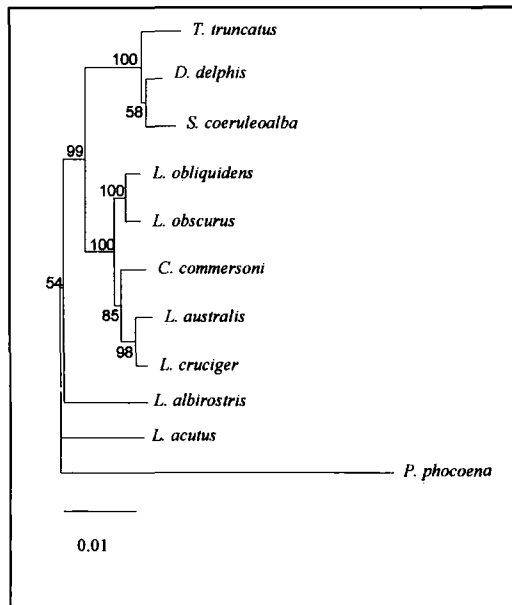 T. truncatus
100
D. delphis
58
S. coeruleoalba
99
L. obliquidens
100
L. obscurus
100
C. commersoni
54
85
L. australis
98
L. cruciger
L. albirostris
L. acutus
P. phocoena
0.01